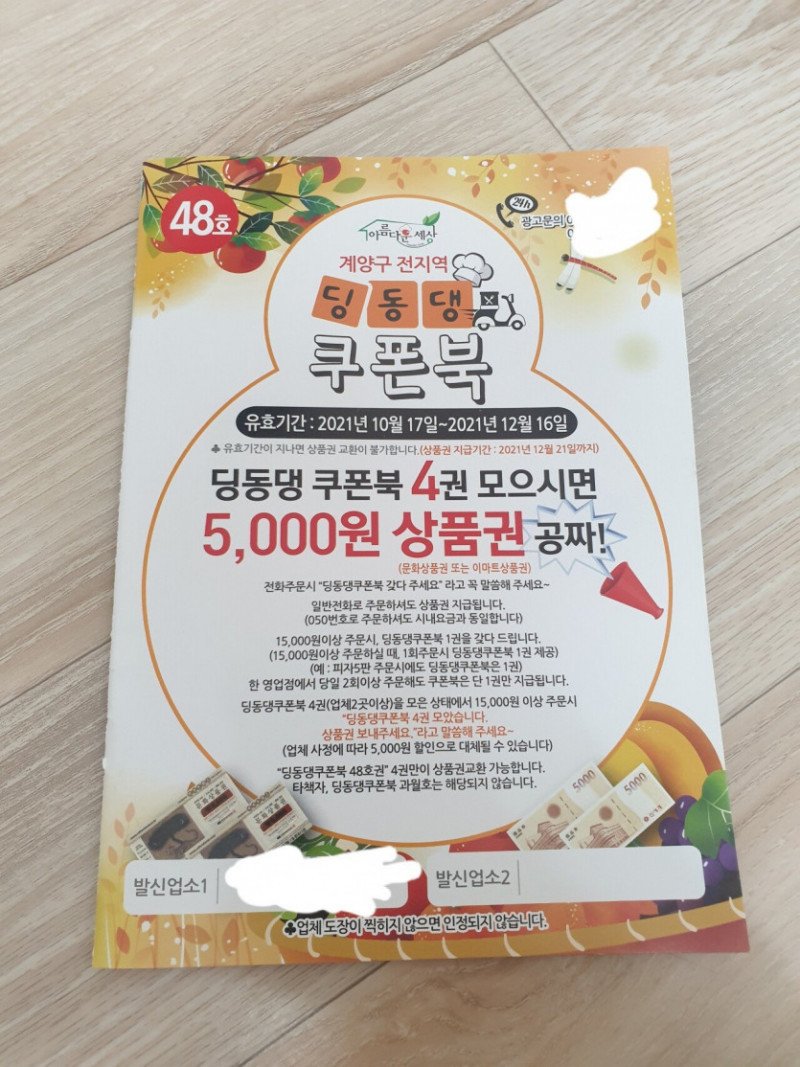 48호
24h
광고문의
아름다운 세상
계양구 전지역
딩동댕
쿠폰북
유효기간 : 2021년 10월 17일~2021년 12월 16일
♣ 유효기간이 지나면 상품권 교환이 불가합니다.(상품권 지급기간 : 2021년 12월 21일까지)
딩동댕 쿠폰북 4권 모으시면
5,000원 상품권 공짜!
(문화상품권 또는 이마트상품권)
전화주문시 "딩동댕쿠폰북 갖다 주세요" 라고 꼭 말씀해 주세요~
일반전화로 주문하셔도 상품권 지급됩니다.
(050번호로 주문하셔도 시내요금과 동일합니다)
15,000원이상 주문시, 딩동댕쿠폰북 1권을 갖다 드립니다.
(15,000원이상 주문하실 때, 1회주문시 딩동댕쿠폰북 1권 제공)
(예 : 피자5판 주문시에도 딩동댕쿠폰북은 1권)
한 영업점에서 당일 2회이상 주문해도 쿠폰북은 단 1권만 지급됩니다.
딩동댕쿠폰북 4권(업체2곳이상)을 모은 상태에서 15,000원 이상 주문시
"딩동댕쿠폰북 4권 모았습니다.
상품권 보내주세요."라고 말씀해 주세요~
(업체 사정에 따라 5,000원 할인으로 대체될 수 있습니다)
"딩동댕쿠폰북 48호권" 4권만이 상품권교환 가능합니다.
타책자, 딩동댕쿠폰북 과월호는 해당되지 않습니다.
5000
5000
발신업소1
발신업소2
♣업체 도장이 찍히지 않으면 인정되지 않습니다.